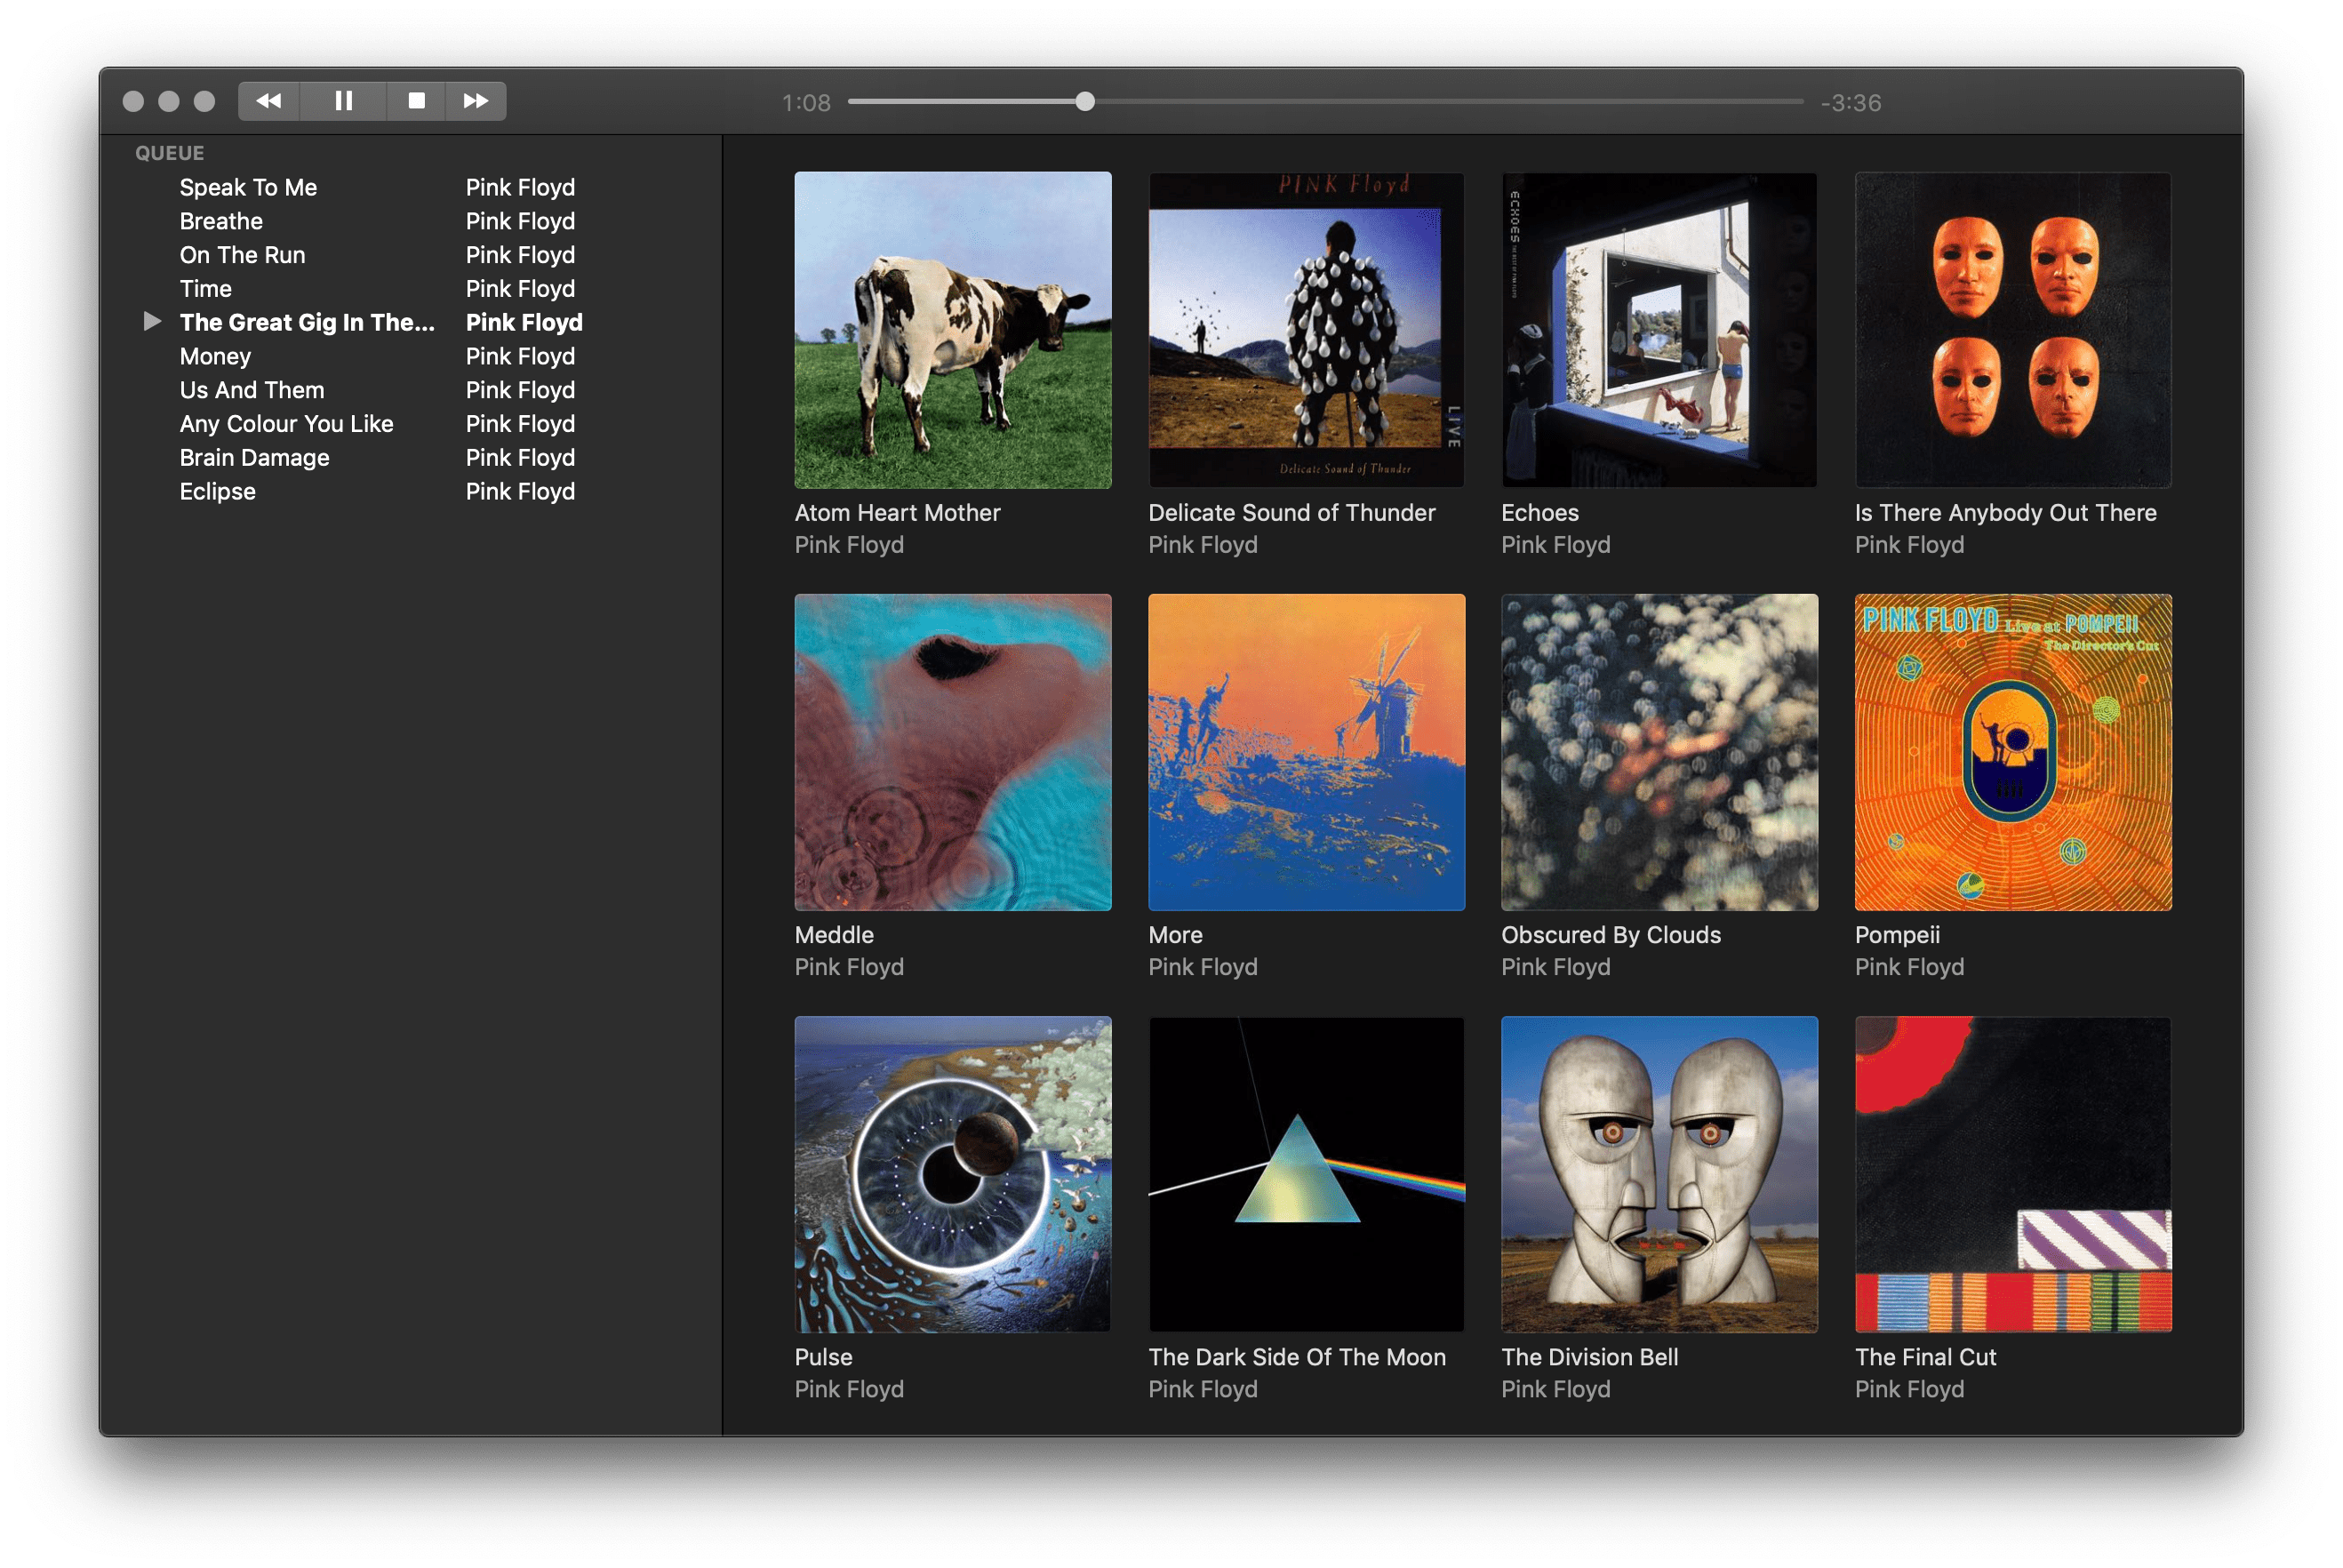 1:08
-3:36
QUEUE
Speak To Me Pink Floyd
Breathe Pink Floyd
On The Run Pink Floyd
Time Pink Floyd
The Great Gig In The... Pink Floyd
Money Pink Floyd
Us And Them Pink Floyd
Any Colour You Like Pink Floyd
Brain Damage Pink Floyd
Eclipse Pink Floyd
PINK Floyd
LIVE
Delicate Sound of Thunder
ECHOES
THE BEST OF PINK FLOYD
Atom Heart Mother
Pink Floyd
Delicate Sound of Thunder
Pink Floyd
Echoes
Pink Floyd
Is There Anybody Out There
Pink Floyd
PINK FLOYD Live at POMPEII
The Director's Cut
Meddle
Pink Floyd
More
Pink Floyd
Obscured By Clouds
Pink Floyd
Pompeii
Pink Floyd
Pulse
Pink Floyd
The Dark Side Of The Moon
Pink Floyd
The Division Bell
Pink Floyd
The Final Cut
Pink Floyd